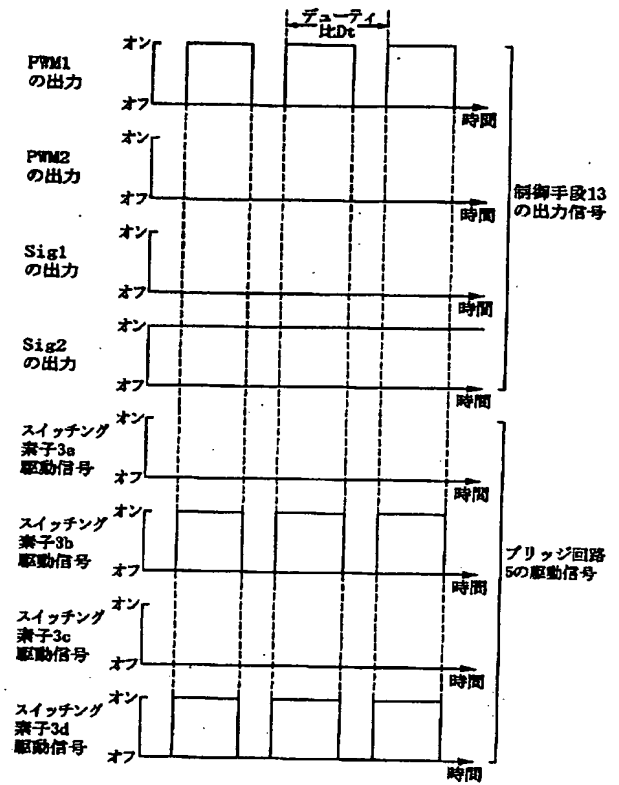 デューティ
比Dt
PWM1
の出力
オン
オフ
時間
PWM2
の出力
オン
オフ
時間
制御手段13
の出力信号
Sig1
の出力
オン
オフ
時間
Sig2
の出力
オン
オフ
時間
スイッチング
素子3a
駆動信号
オン
オフ
時間
スイッチング
素子3b
駆動信号
オン
オフ
時間
ブリッジ回路
5の駆動信号
スイッチング
素子3c
駆動信号
オン
オフ
時間
スイッチング
素子3d
駆動信号
オン
オフ
時間